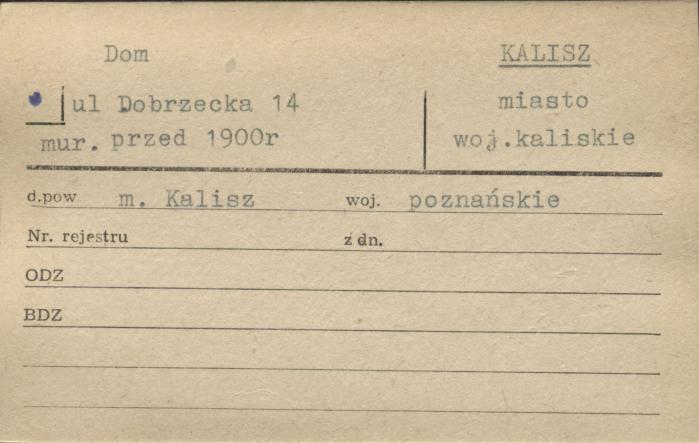 Dom
KALISZ
ul Dobrzecka 14
miasto
mur. przed 1900r
woj.kaliskie
d.pow m. Kalisz woj. poznańskie
Nr. rejestru z dn.
ODZ
BDZ